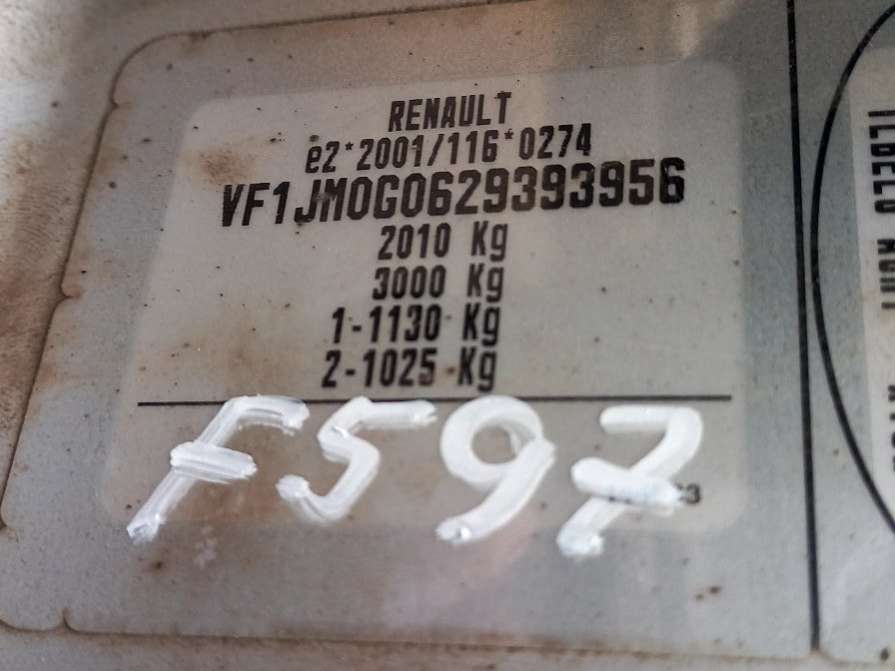 RENAULT
e2*2001/116*0274
VF1JM0G0629393956
2010 Kg
3000 Kg
1-1130 Kg
2-1025 Kg
F597